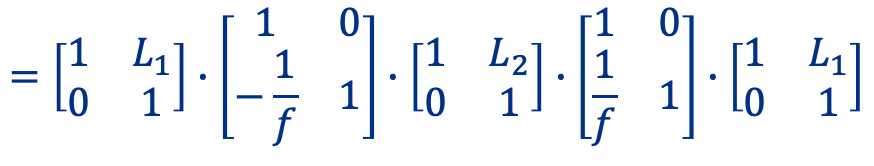 = [1 L₁; 0 1] · [1 0; −1/f 1] · [1 L₂; 0 1] · [1 0; 1/f 1] · [1 L₁; 0 1]